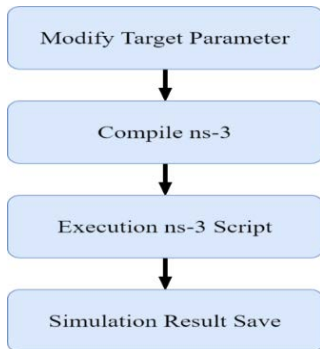 Modify Target Parameter
Compile ns-3
Execution ns-3 Script
Simulation Result Save